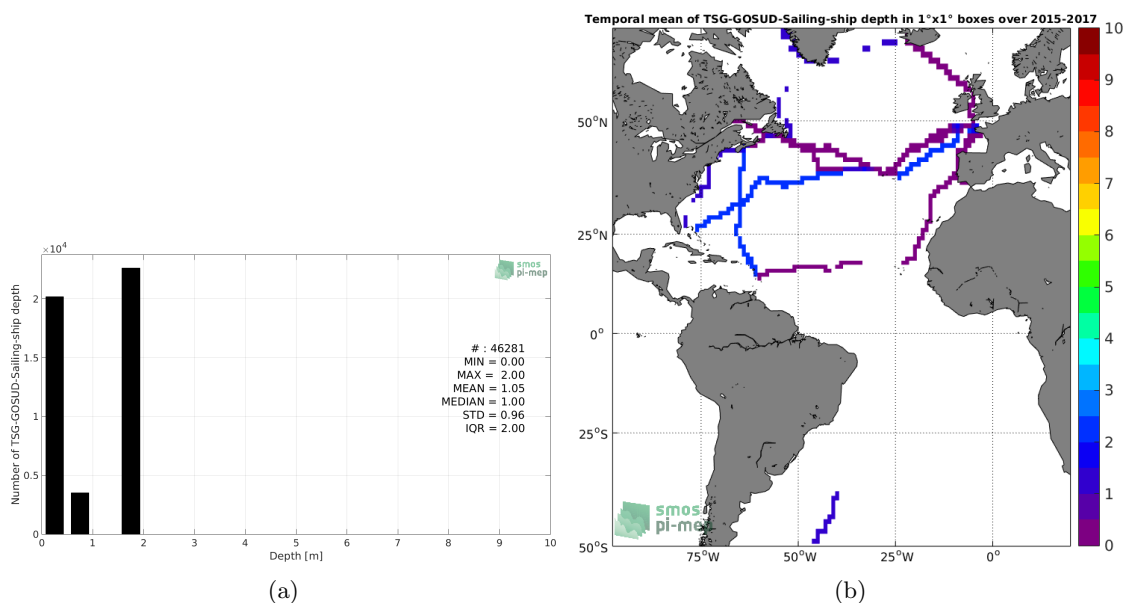 ×10⁴
Number of TSG-GOSUD-Sailing-ship depth
2
1.5
1
0.5
0
0 1 2 3 4 5 6 7 8 9 10
Depth [m]
smos
pi-mep
# : 46281
MIN = 0.00
MAX = 2.00
MEAN = 1.05
MEDIAN = 1.00
STD = 0.96
IQR = 2.00
(a)
Temporal mean of TSG-GOSUD-Sailing-ship depth in 1°x1° boxes over 2015-2017
50°N
25°N
0°
25°S
50°S
75°W 50°W 25°W 0°
smos
pi-mep
10
9
8
7
6
5
4
3
2
1
0
(b)